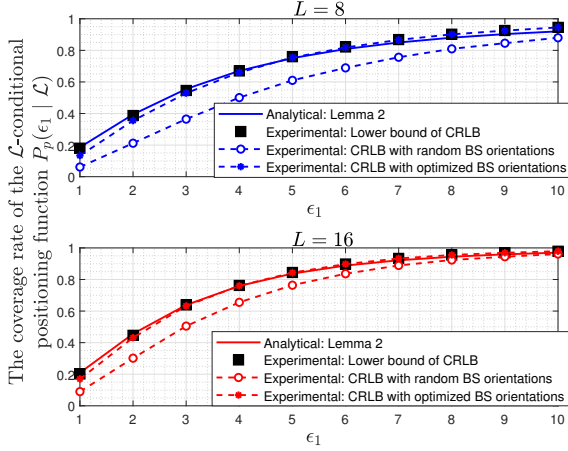 The coverage rate of the ℒ-conditional
positioning function P_p(ϵ_1 | ℒ)
L = 8
1
0.8
0.6
0.4
0.2
0
Analytical: Lemma 2
Experimental: Lower bound of CRLB
Experimental: CRLB with random BS orientations
Experimental: CRLB with optimized BS orientations
1 2 3 4 5 6 7 8 9 10
ϵ_1
L = 16
1
0.8
0.6
0.4
0.2
0
Analytical: Lemma 2
Experimental: Lower bound of CRLB
Experimental: CRLB with random BS orientations
Experimental: CRLB with optimized BS orientations
1 2 3 4 5 6 7 8 9 10
ϵ_1